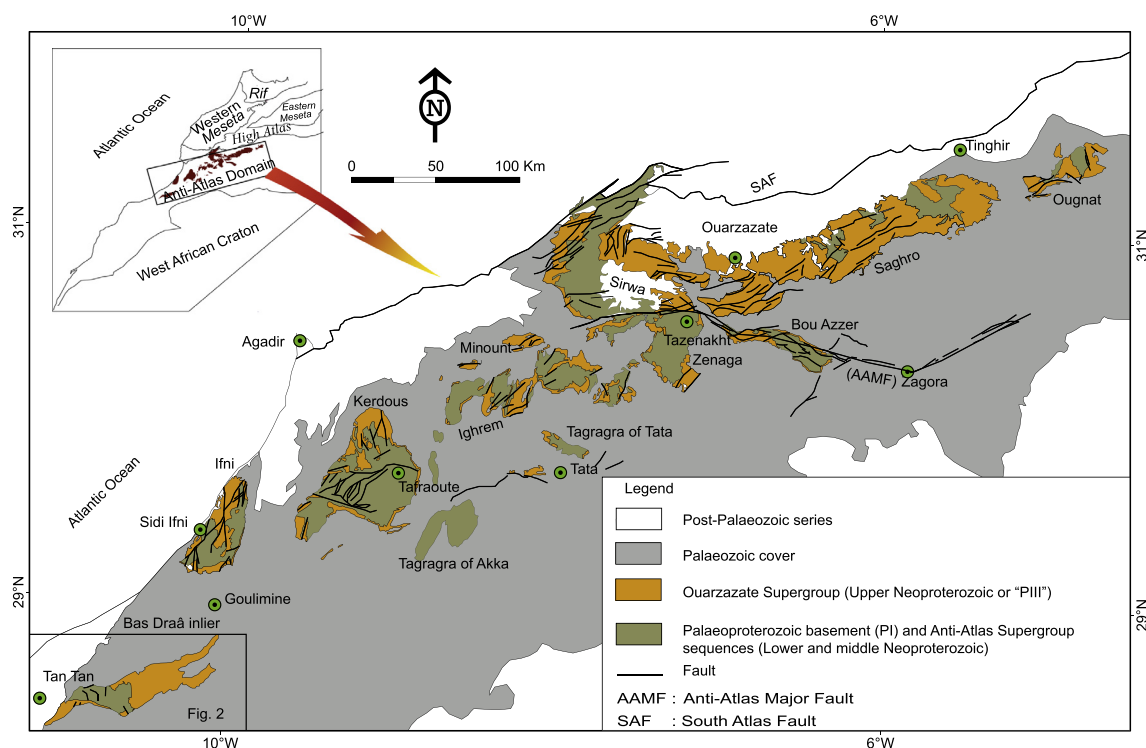 10°W
6°W
Atlantic Ocean
Rif
Western
Meseta
Eastern
Meseta
High Atlas
Anti-Atlas Domain
West African Craton
N
0 50 100 Km
31°N
31°N
SAF
Tinghir
Ougnat
Ouarzazate
Saghro
Sirwa
Agadir
Tazenakht
Zenaga
Bou Azzer
(AAMF)
Zagora
Minount
Ighrem
Kerdous
Tagragra of Tata
Tata
Ifni
Tafraoute
Atlantic Ocean
Sidi Ifni
Tagragra of Akka
Goulimine
29°N
29°N
Bas Draâ inlier
Tan Tan
Fig. 2
Legend
Post-Palaeozoic series
Palaeozoic cover
Ouarzazate Supergroup (Upper Neoproterozoic or “PIII”)
Palaeoproterozoic basement (PI) and Anti-Atlas Supergroup
sequences (Lower and middle Neoproterozoic)
Fault
AAMF : Anti-Atlas Major Fault
SAF : South Atlas Fault
10°W
6°W